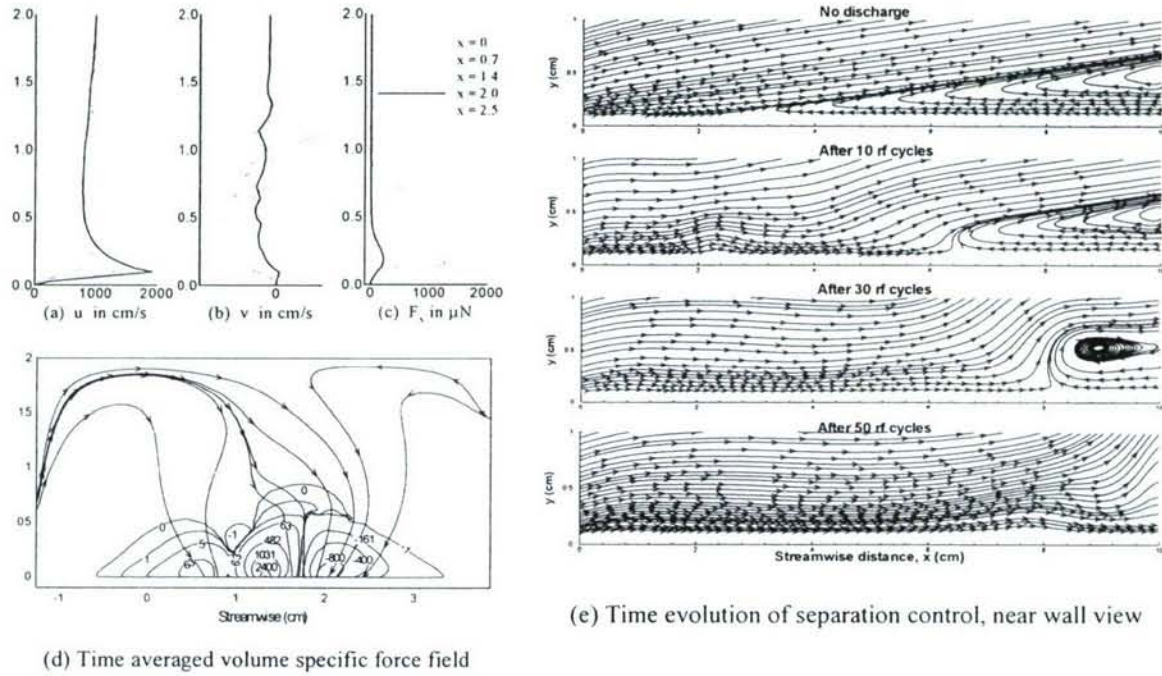 2.0
1.5
1.0
0.5
0.0
0 1000 2000
(a) u in cm/s
2.0
1.5
1.0
0.5
0.0
0
(b) v in cm/s
2.0
1.5
1.0
0.5
0.0
0 1000 2000
(c) Fx in μN
x = 0
x = 0.7
x = 1.4
x = 2.0
x = 2.5
2
1.5
1
0.5
0
-1 0 1 2 3
0
-1
0
63
482
1031
2400
-161
-800
-400
Streamwise (cm)
(d) Time averaged volume specific force field
No discharge
y (cm)
After 10 rf cycles
y (cm)
After 30 rf cycles
y (cm)
After 50 rf cycles
y (cm)
Streamwise distance, x (cm)
(e) Time evolution of separation control, near wall view